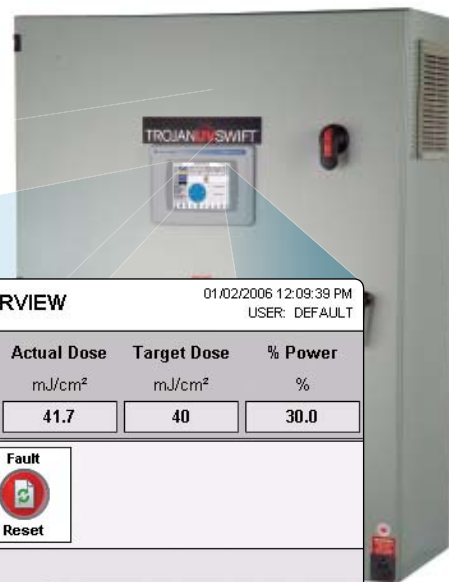 TROJANUVSWIFT
RVIEW
01/02/2006 12:09:39 PM
USER: DEFAULT
Actual Dose Target Dose % Power
mJ/cm² mJ/cm² %
41.7 40 30.0
Fault
Reset